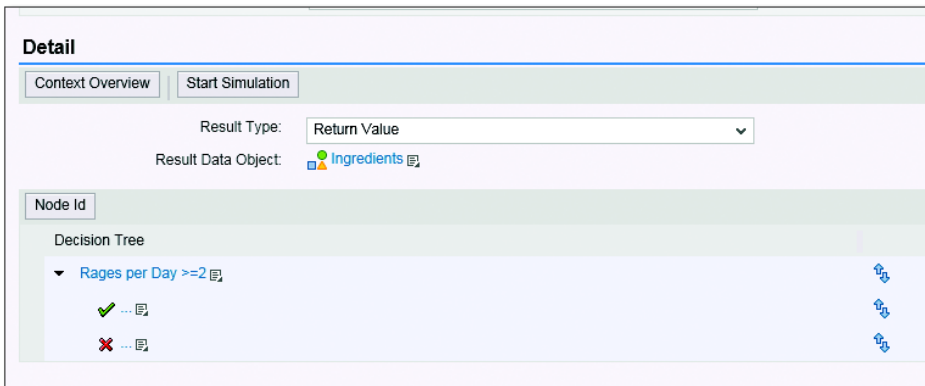 Detail
Context Overview Start Simulation
Result Type: Return Value
Result Data Object: Ingredients
Node Id
Decision Tree
Rages per Day >=2
...
...